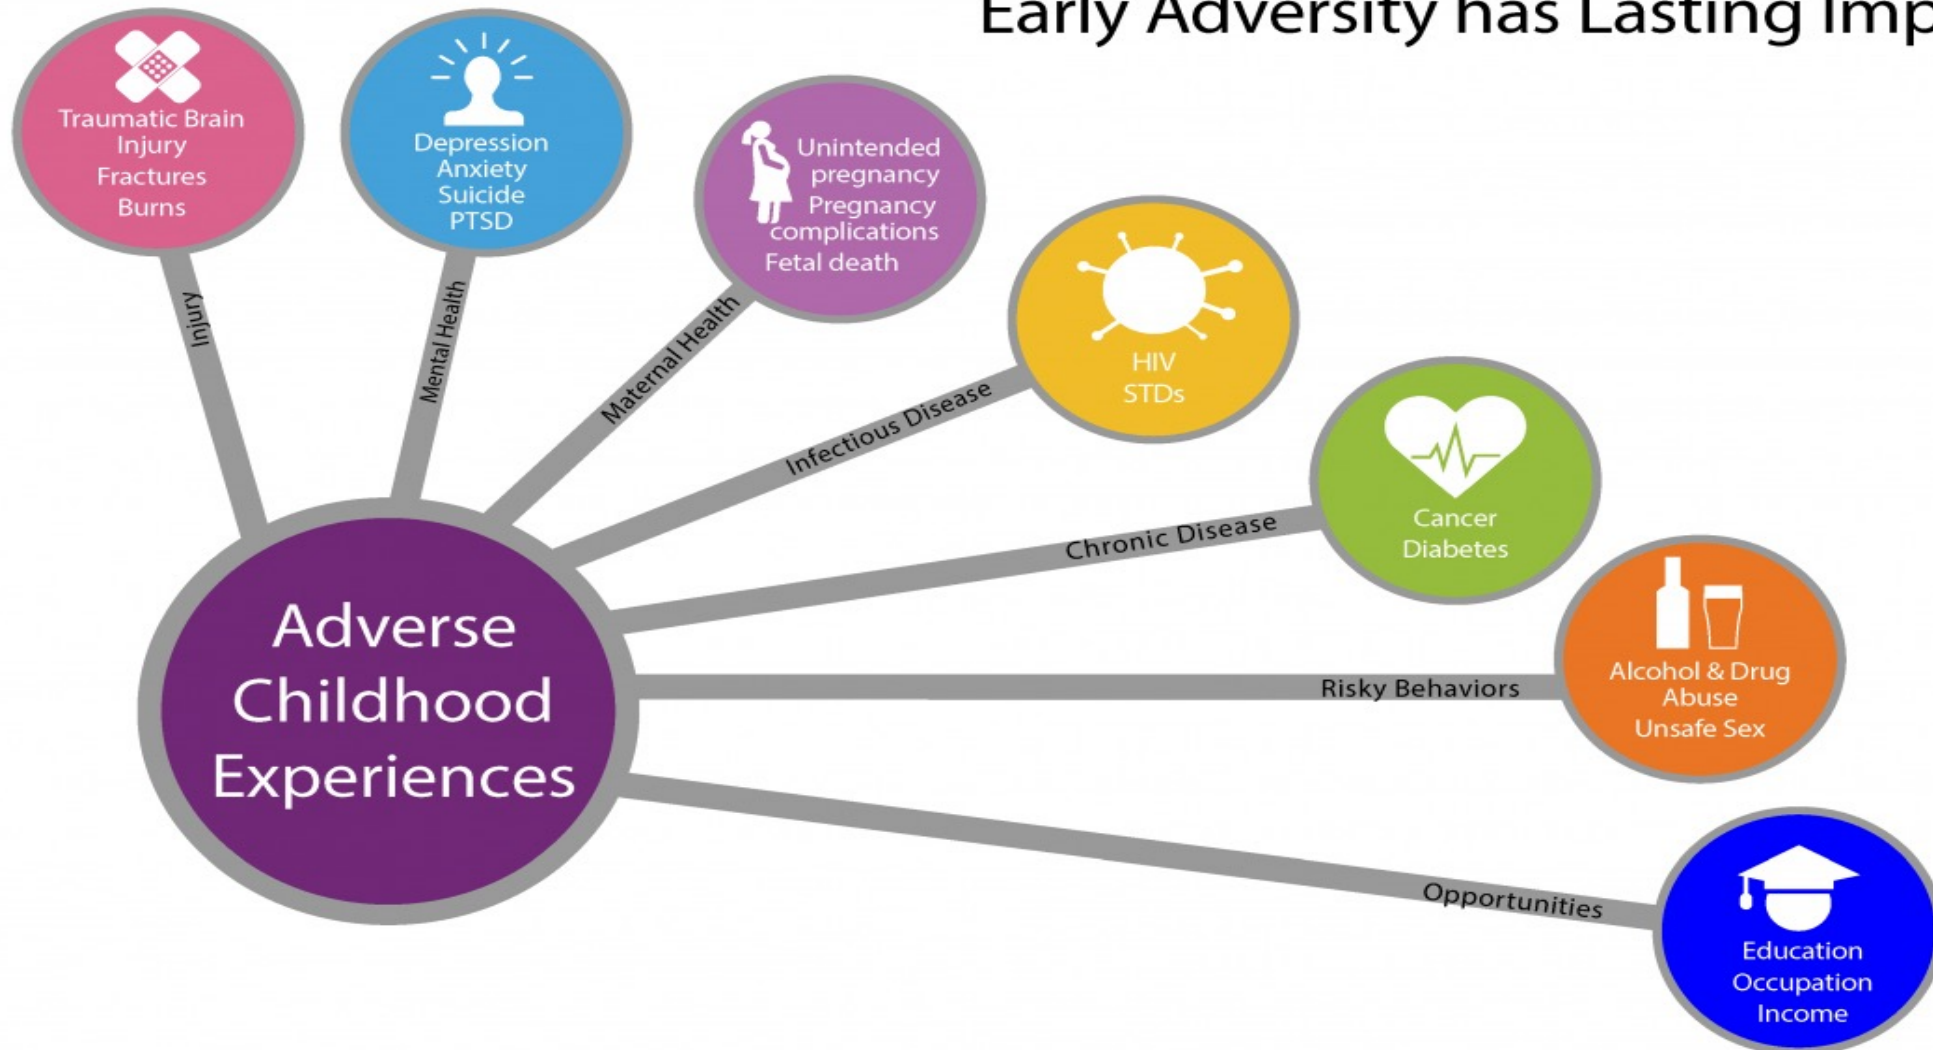 Early Adversity has Lasting Imp
Traumatic Brain
Injury
Fractures
Burns
Injury
Depression
Anxiety
Suicide
PTSD
Mental Health
Unintended
pregnancy
Pregnancy
complications
Fetal death
Maternal Health
HIV
STDs
Infectious Disease
Cancer
Diabetes
Chronic Disease
Alcohol & Drug
Abuse
Unsafe Sex
Risky Behaviors
Education
Occupation
Income
Opportunities
Adverse
Childhood
Experiences